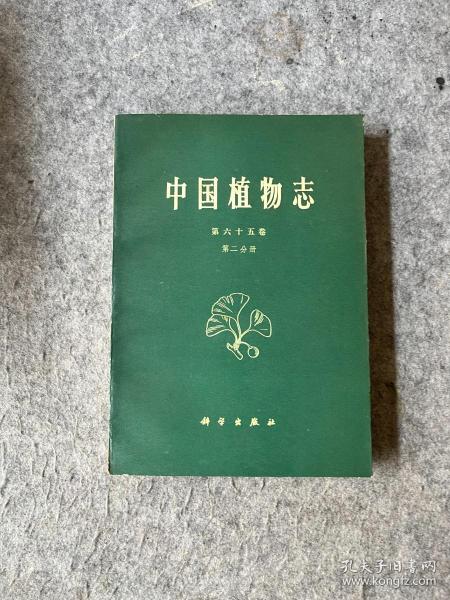 中国植物志
第六十五卷
第二分册
科学出版社
孔夫子旧书网
www.kongfz.com